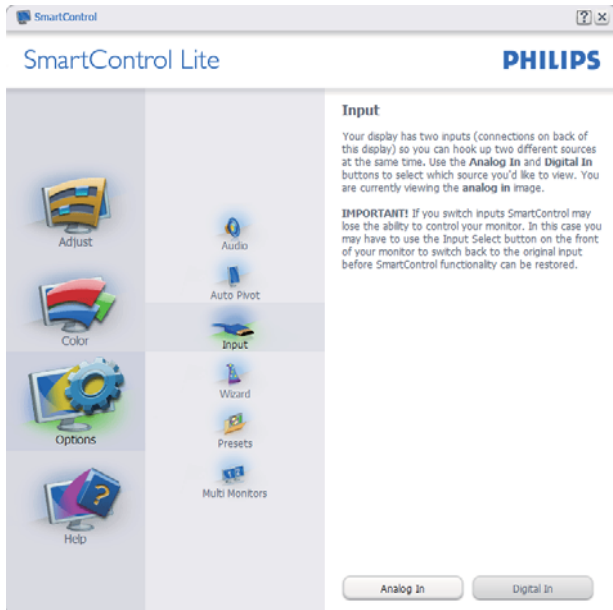 SmartControl
SmartControl Lite
PHILIPS
Adjust
Color
Options
Help
Audio
Auto Pivot
Input
Wizard
Presets
Multi Monitors
Input
Your display has two inputs (connections on back of
this display) so you can hook up two different sources
at the same time. Use the Analog In and Digital In
buttons to select which source you'd like to view. You
are currently viewing the analog in image.
IMPORTANT! If you switch inputs SmartControl may
lose the ability to control your monitor. In this case you
may have to use the Input Select button on the front
of your monitor to switch back to the original input
before SmartControl functionality can be restored.
Analog In
Digital In